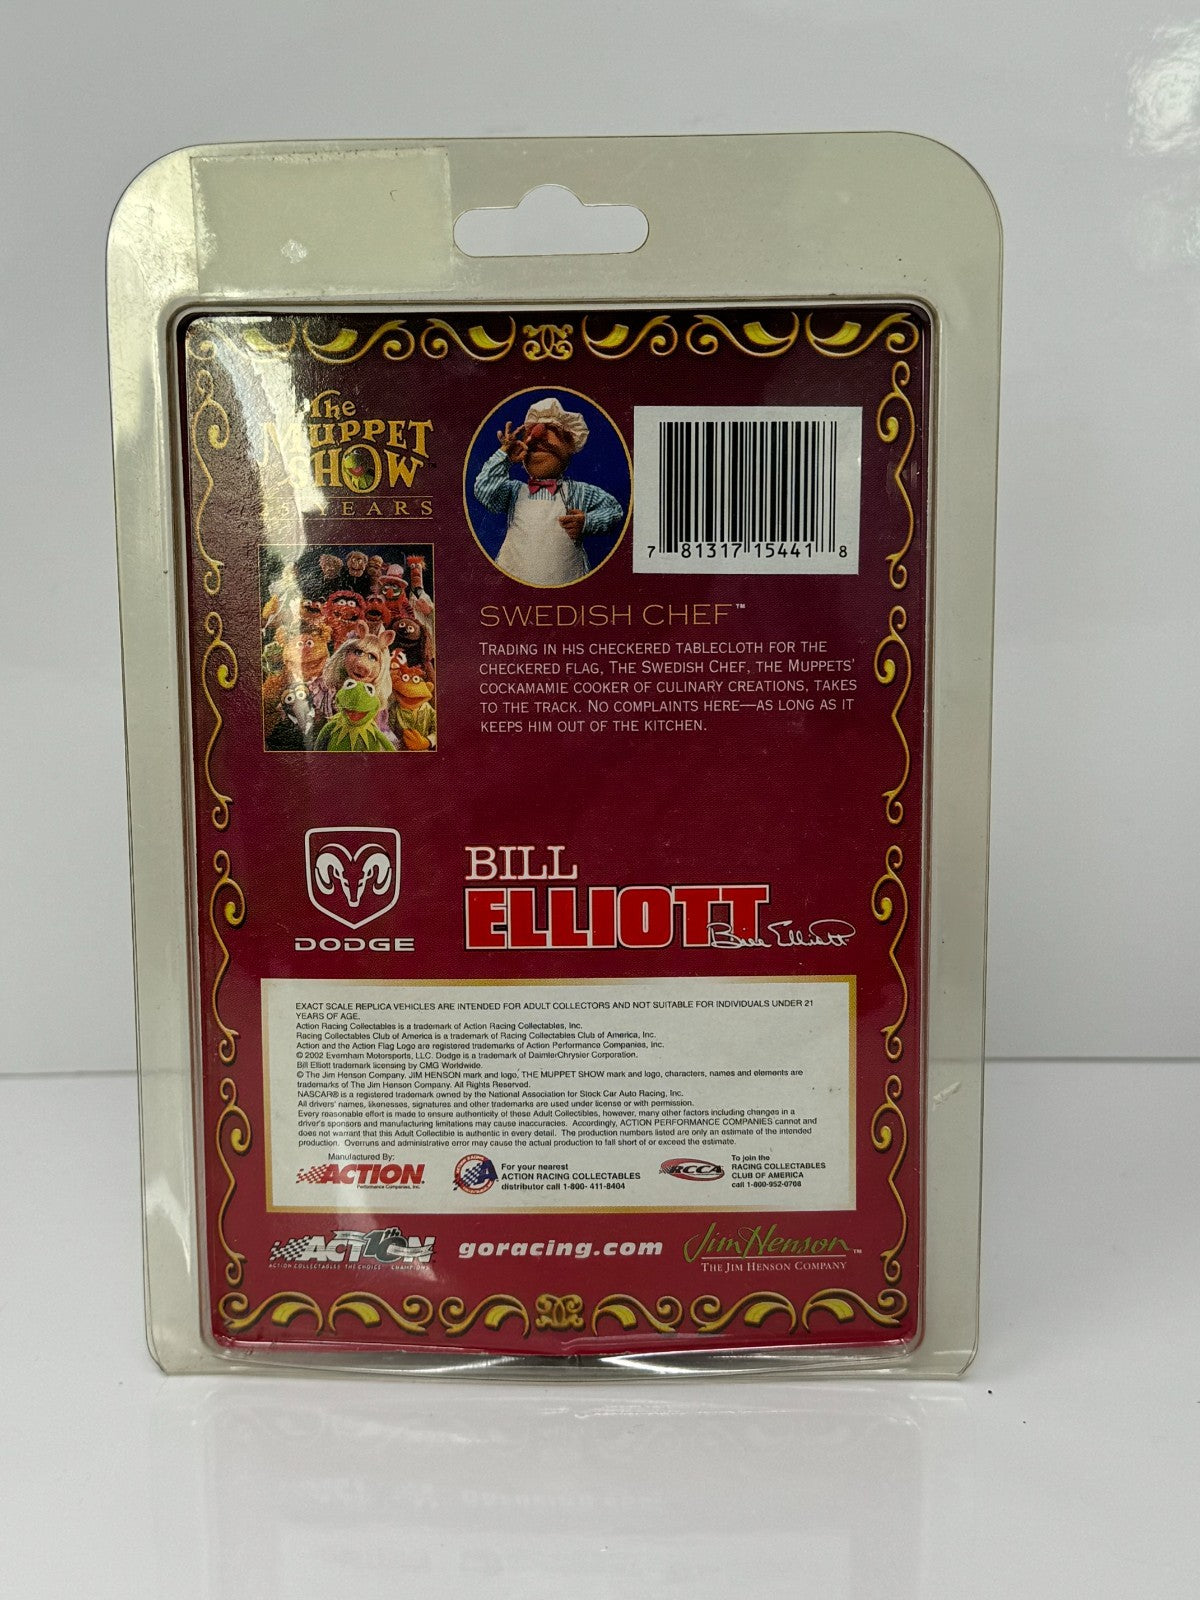 The
MUPPET
SHOW™
25 YEARS
7 81317 15441 8
SWEDISH CHEF™
TRADING IN HIS CHECKERED TABLECLOTH FOR THE
CHECKERED FLAG, THE SWEDISH CHEF, THE MUPPETS'
COCKAMAMIE COOKER OF CULINARY CREATIONS, TAKES
TO THE TRACK. NO COMPLAINTS HERE—AS LONG AS IT
KEEPS HIM OUT OF THE KITCHEN.
DODGE
BILL
ELLIOTT
Bill Elliott
EXACT SCALE REPLICA VEHICLES ARE INTENDED FOR ADULT COLLECTORS AND NOT SUITABLE FOR INDIVIDUALS UNDER 21
YEARS OF AGE.
Action Racing Collectables is a trademark of Action Racing Collectables, Inc.
Racing Collectables Club of America is a trademark of Racing Collectables Club of America, Inc.
Action and the Action Flag Logo are registered trademarks of Action Performance Companies, Inc.
© 2002 Evernham Motorsports, LLC. Dodge is a trademark of DaimlerChrysler Corporation.
Bill Elliott trademark licensing by CMG Worldwide.
© The Jim Henson Company. JIM HENSON mark and logo, THE MUPPET SHOW mark and logo, characters, names and elements are
trademarks of The Jim Henson Company. All Rights Reserved.
NASCAR® is a registered trademark owned by the National Association for Stock Car Auto Racing, Inc.
All drivers' names, likenesses, signatures and other trademarks are used under license or with permission.
Every reasonable effort is made to ensure authenticity of these Adult Collectibles, however, many other factors including changes in a
driver's sponsors and manufacturing limitations may cause inaccuracies. Accordingly, ACTION PERFORMANCE COMPANIES cannot and
does not warrant that this Adult Collectible is authentic in every detail. The production numbers listed are only an estimate of the intended
production. Overruns and administrative error may cause the actual production to fall short of or exceed the estimate.
Manufactured By:
ACTION
Performance Companies, Inc.
For your nearest
ACTION RACING COLLECTABLES
distributor call 1-800- 411-8404
RCCA
To join the
RACING COLLECTABLES
CLUB OF AMERICA
call 1-800-952-0708
ACTION 10th
ACTION COLLECTABLES THE CHOICE CHAMPIONS
goracing.com
Jim Henson™
THE JIM HENSON COMPANY